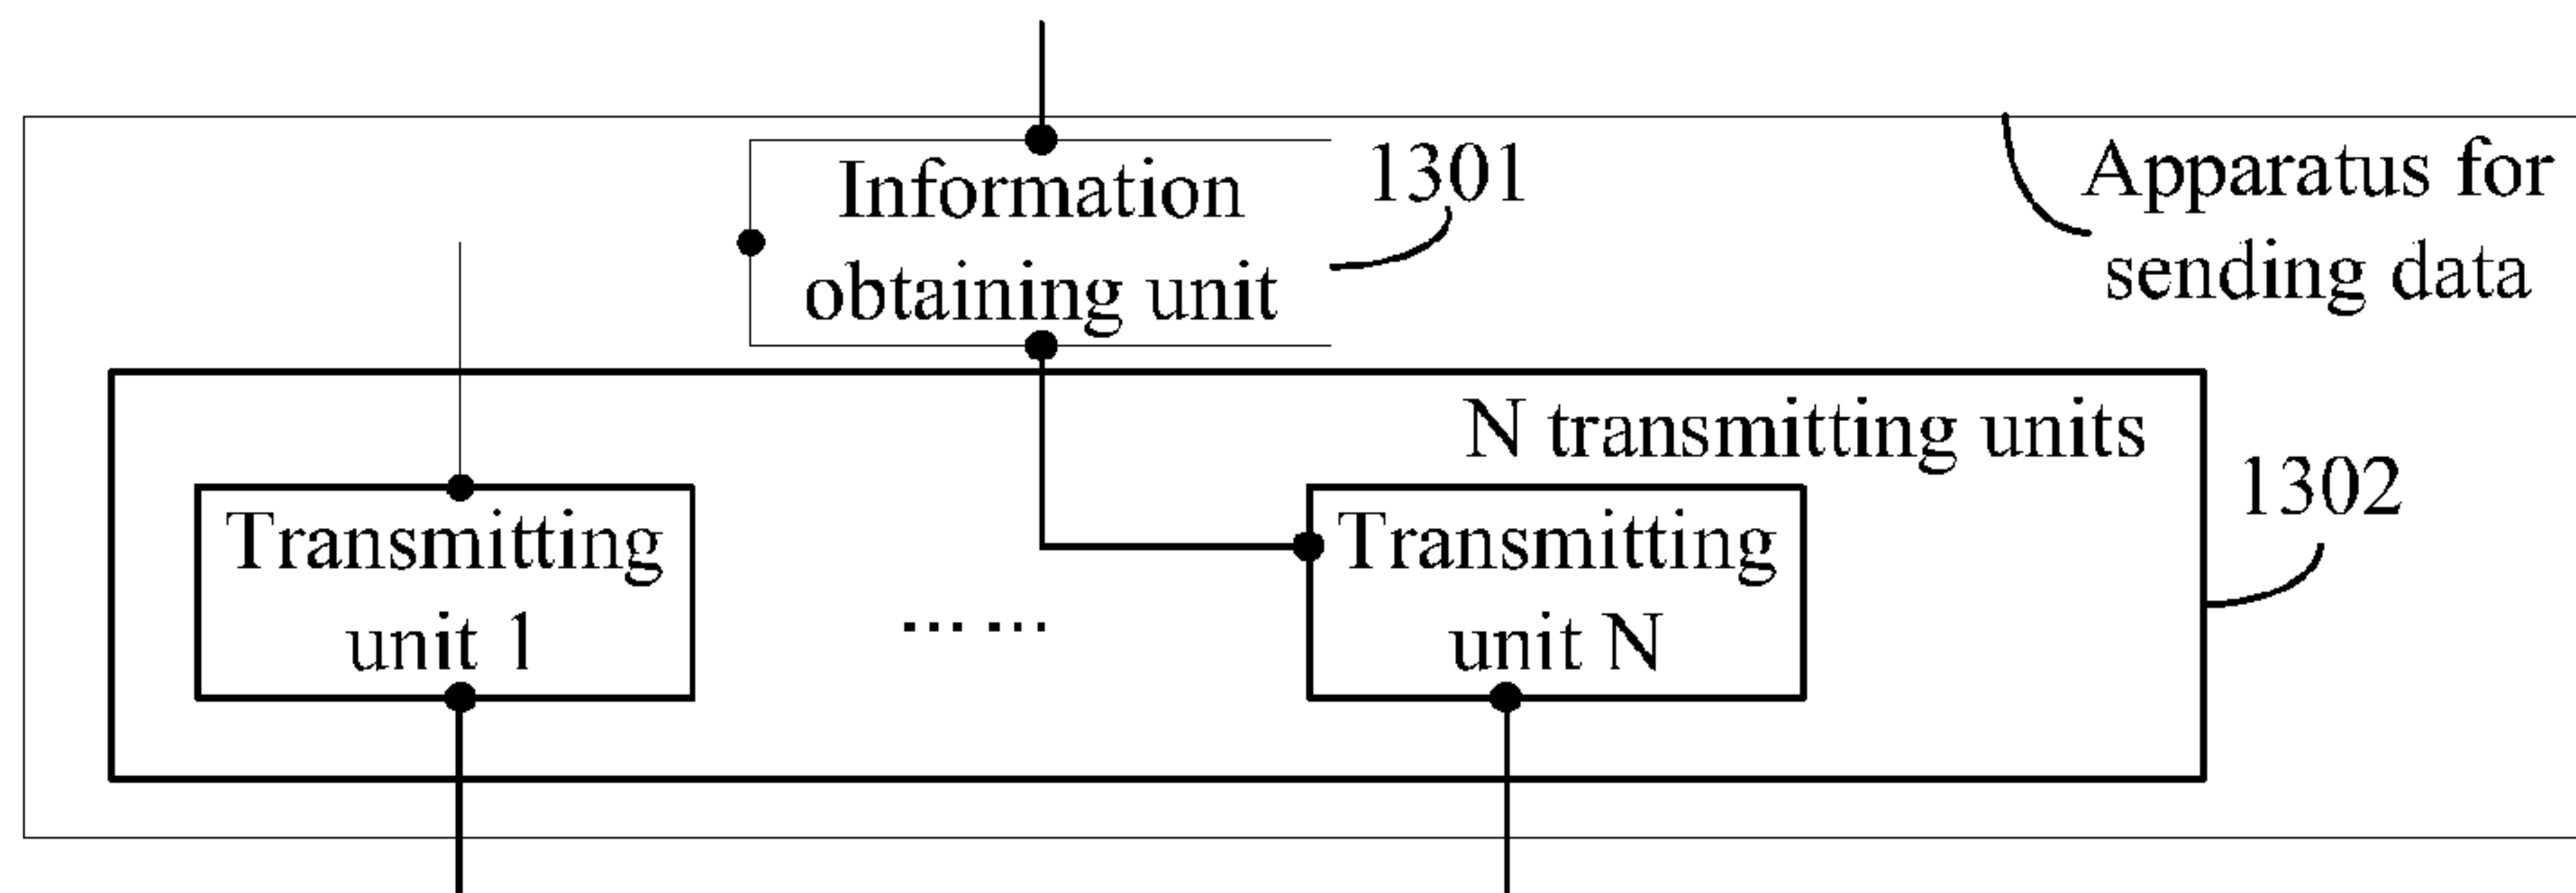 Information
obtaining unit
1301
Apparatus for
sending data
N transmitting units
1302
Transmitting
unit 1
... ...
Transmitting
unit N